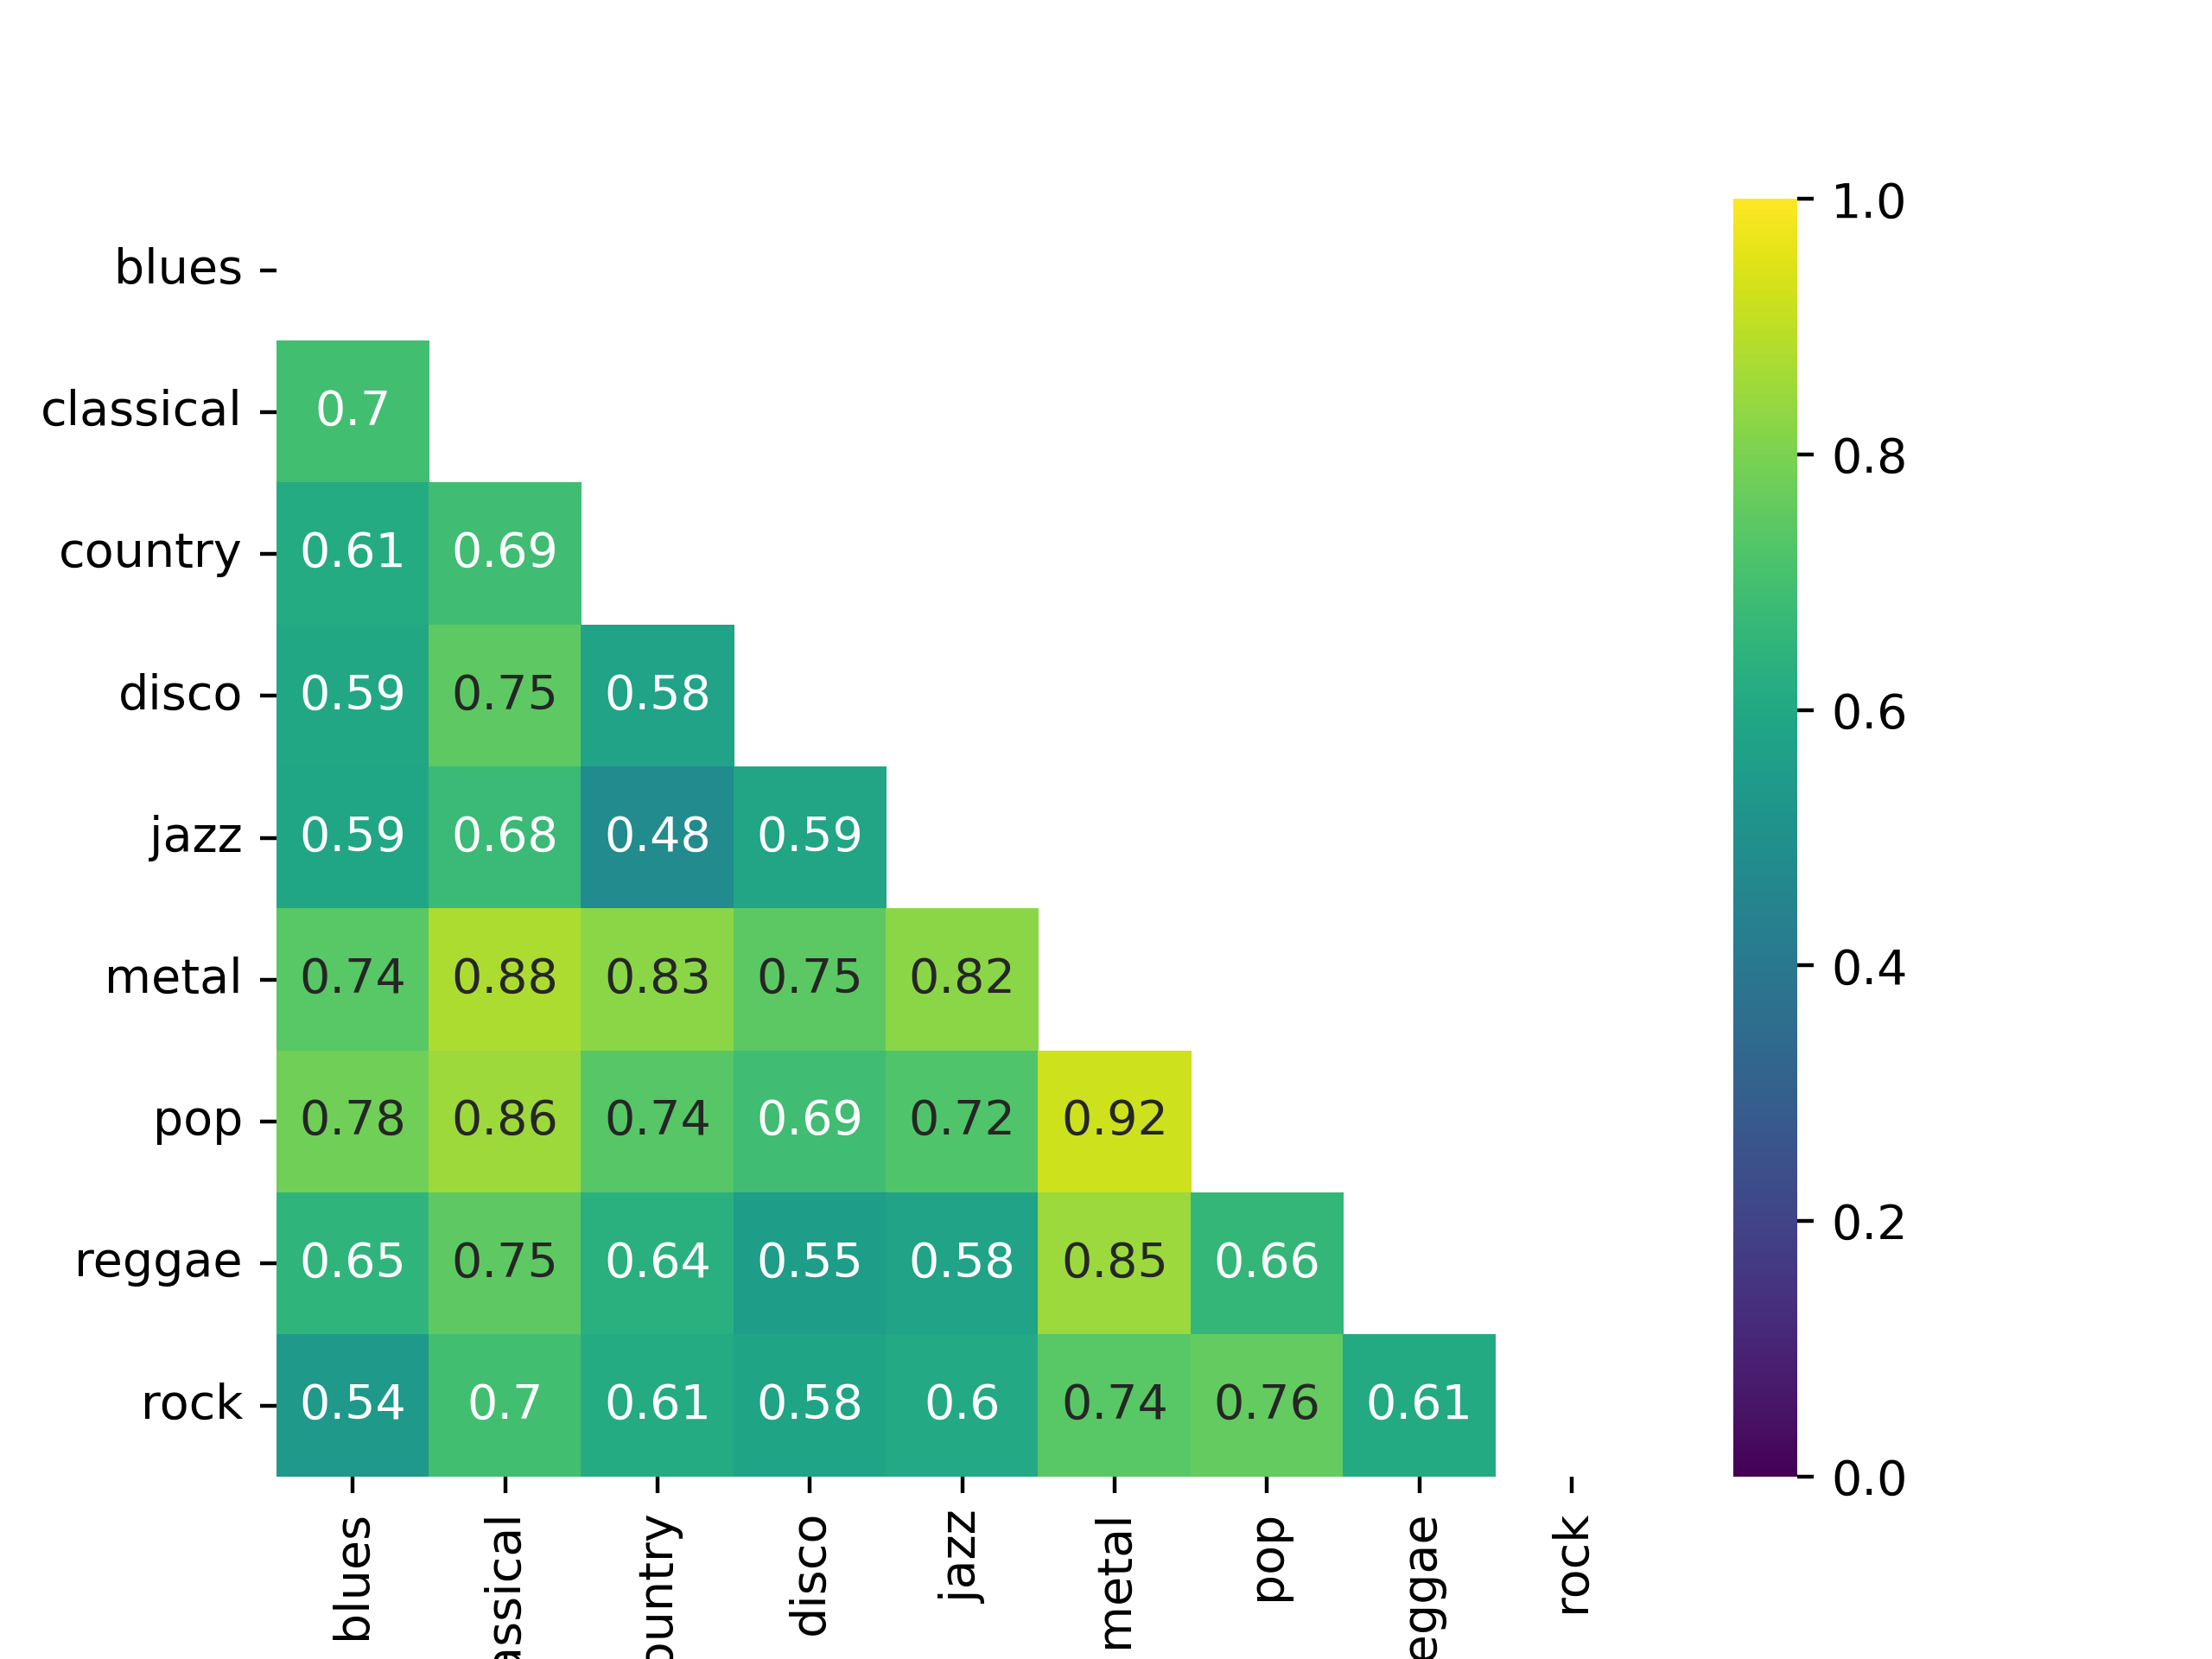 1.0
blues
classical 0.7
0.8
country 0.61 0.69
disco 0.59 0.75 0.58
0.6
jazz 0.59 0.68 0.48 0.59
metal 0.74 0.88 0.83 0.75 0.82
0.4
pop 0.78 0.86 0.74 0.69 0.72 0.92
reggae 0.65 0.75 0.64 0.55 0.58 0.85 0.66
0.2
rock 0.54 0.7 0.61 0.58 0.6 0.74 0.76 0.61
0.0
blues
disco
jazz
metal
pop
rock